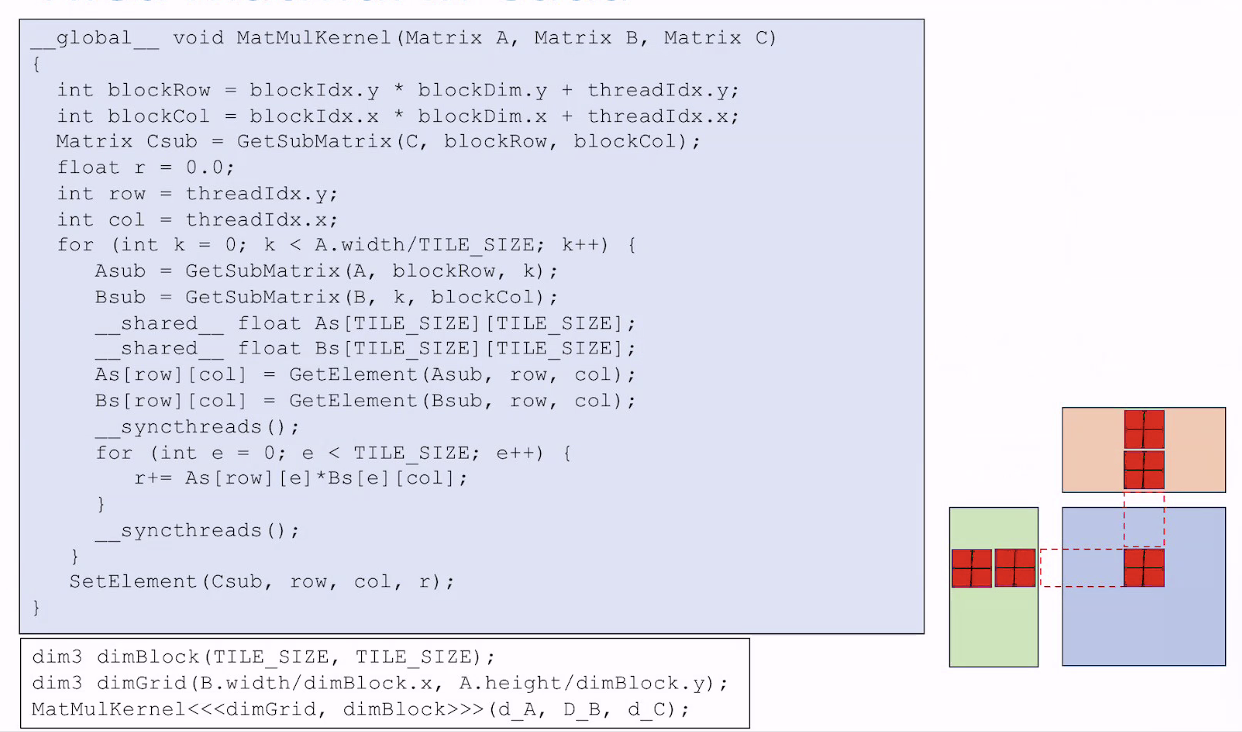 __global__ void MatMulKernel(Matrix A, Matrix B, Matrix C)
{
int blockRow = blockIdx.y * blockDim.y + threadIdx.y;
int blockCol = blockIdx.x * blockDim.x + threadIdx.x;
Matrix Csub = GetSubMatrix(C, blockRow, blockCol);
float r = 0.0;
int row = threadIdx.y;
int col = threadIdx.x;
for (int k = 0; k < A.width/TILE_SIZE; k++) {
Asub = GetSubMatrix(A, blockRow, k);
Bsub = GetSubMatrix(B, k, blockCol);
__shared__ float As[TILE_SIZE][TILE_SIZE];
__shared__ float Bs[TILE_SIZE][TILE_SIZE];
As[row][col] = GetElement(Asub, row, col);
Bs[row][col] = GetElement(Bsub, row, col);
__syncthreads();
for (int e = 0; e < TILE_SIZE; e++) {
r+= As[row][e]*Bs[e][col];
}
__syncthreads();
}
SetElement(Csub, row, col, r);
}
dim3 dimBlock(TILE_SIZE, TILE_SIZE);
dim3 dimGrid(B.width/dimBlock.x, A.height/dimBlock.y);
MatMulKernel<<<dimGrid, dimBlock>>>(d_A, D_B, d_C);